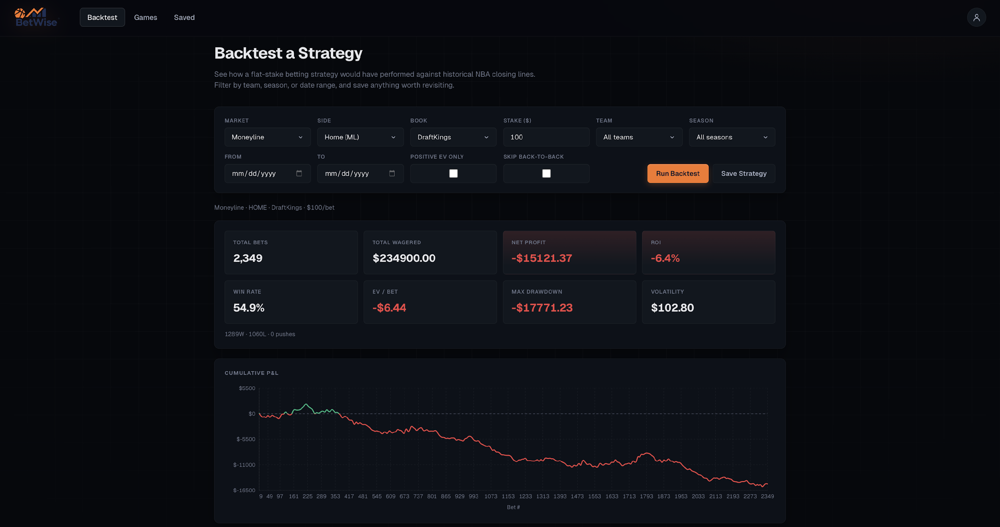 BetWise
Backtest
Games
Saved
Backtest a Strategy
See how a flat-stake betting strategy would have performed against historical NBA closing lines.
Filter by team, season, or date range, and save anything worth revisiting.
MARKET
SIDE
BOOK
STAKE ($)
TEAM
SEASON
Moneyline
Home (ML)
DraftKings
100
All teams
All seasons
FROM
TO
POSITIVE EV ONLY
SKIP BACK-TO-BACK
mm/dd/yyyy
mm/dd/yyyy
Run Backtest
Save Strategy
Moneyline · HOME · DraftKings · $100/bet
TOTAL BETS
2,349
TOTAL WAGERED
$234900.00
NET PROFIT
-$15121.37
ROI
-6.4%
WIN RATE
54.9%
EV / BET
-$6.44
MAX DRAWDOWN
-$17771.23
VOLATILITY
$102.80
1289W · 1060L · 0 pushes
CUMULATIVE P&L
$5500
$0
$-5500
$-11000
$-16500
9 49 97 161 225 289 353 417 481 545 609 673 737 801 865 929 993 1073 1153 1233 1313 1393 1473 1553 1633 1713 1793 1873 1953 2033 2113 2193 2273 2349
Bet #